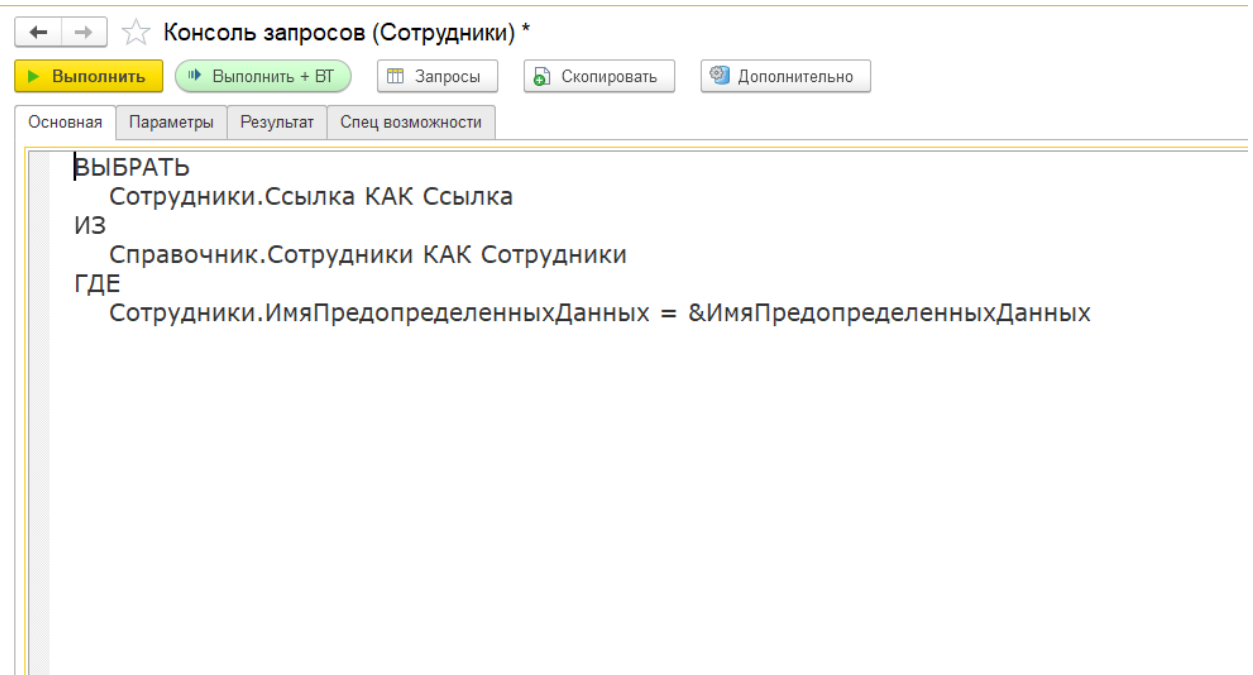 Консоль запросов (Сотрудники) *
Выполнить Выполнить + ВТ Запросы Скопировать Дополнительно
Основная Параметры Результат Спец возможности
ВЫБРАТЬ
Сотрудники.Ссылка КАК Ссылка
ИЗ
Справочник.Сотрудники КАК Сотрудники
ГДЕ
Сотрудники.ИмяПредопределенныхДанных = &ИмяПредопределенныхДанных